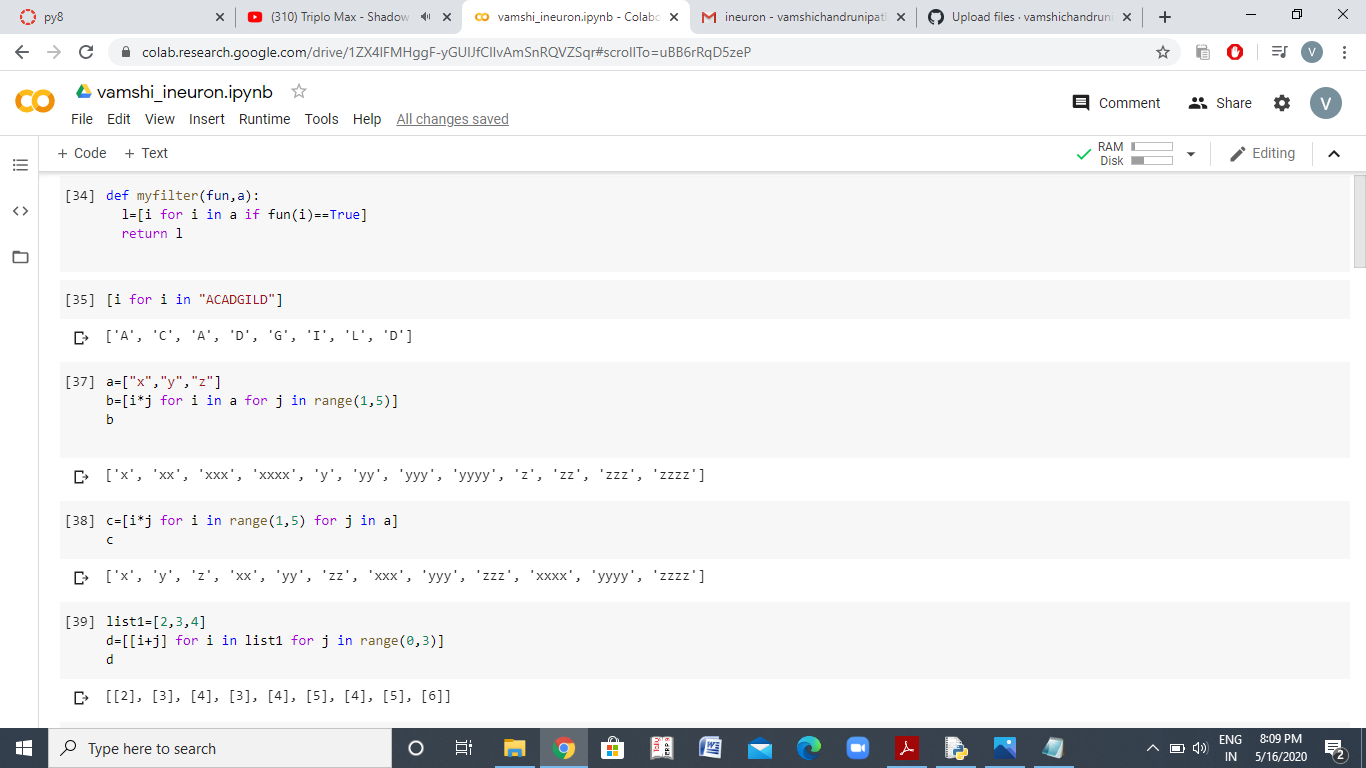 py8
(310) Triplo Max - Shadow
vamshi_ineuron.ipynb - Colabo
ineuron - vamshichandrunipat
Upload files · vamshichandruni
colab.research.google.com/drive/1ZX4IFMHggF-yGUlJfCIlvAmSnRQVZSqr#scrollTo=uBB6rRqD5zeP
V
vamshi_ineuron.ipynb
Comment
Share
V
File Edit View Insert Runtime Tools Help All changes saved
+ Code + Text
RAM
Disk
Editing
[34] def myfilter(fun,a):
l=[i for i in a if fun(i)==True]
return l
[35] [i for i in "ACADGILD"]
['A', 'C', 'A', 'D', 'G', 'I', 'L', 'D']
[37] a=["x","y","z"]
b=[i*j for i in a for j in range(1,5)]
b
['x', 'xx', 'xxx', 'xxxx', 'y', 'yy', 'yyy', 'yyyy', 'z', 'zz', 'zzz', 'zzzz']
[38] c=[i*j for i in range(1,5) for j in a]
c
['x', 'y', 'z', 'xx', 'yy', 'zz', 'xxx', 'yyy', 'zzz', 'xxxx', 'yyyy', 'zzzz']
[39] list1=[2,3,4]
d=[[i+j] for i in list1 for j in range(0,3)]
d
[[2], [3], [4], [3], [4], [5], [4], [5], [6]]
Type here to search
ENG
IN
8:09 PM
5/16/2020
2